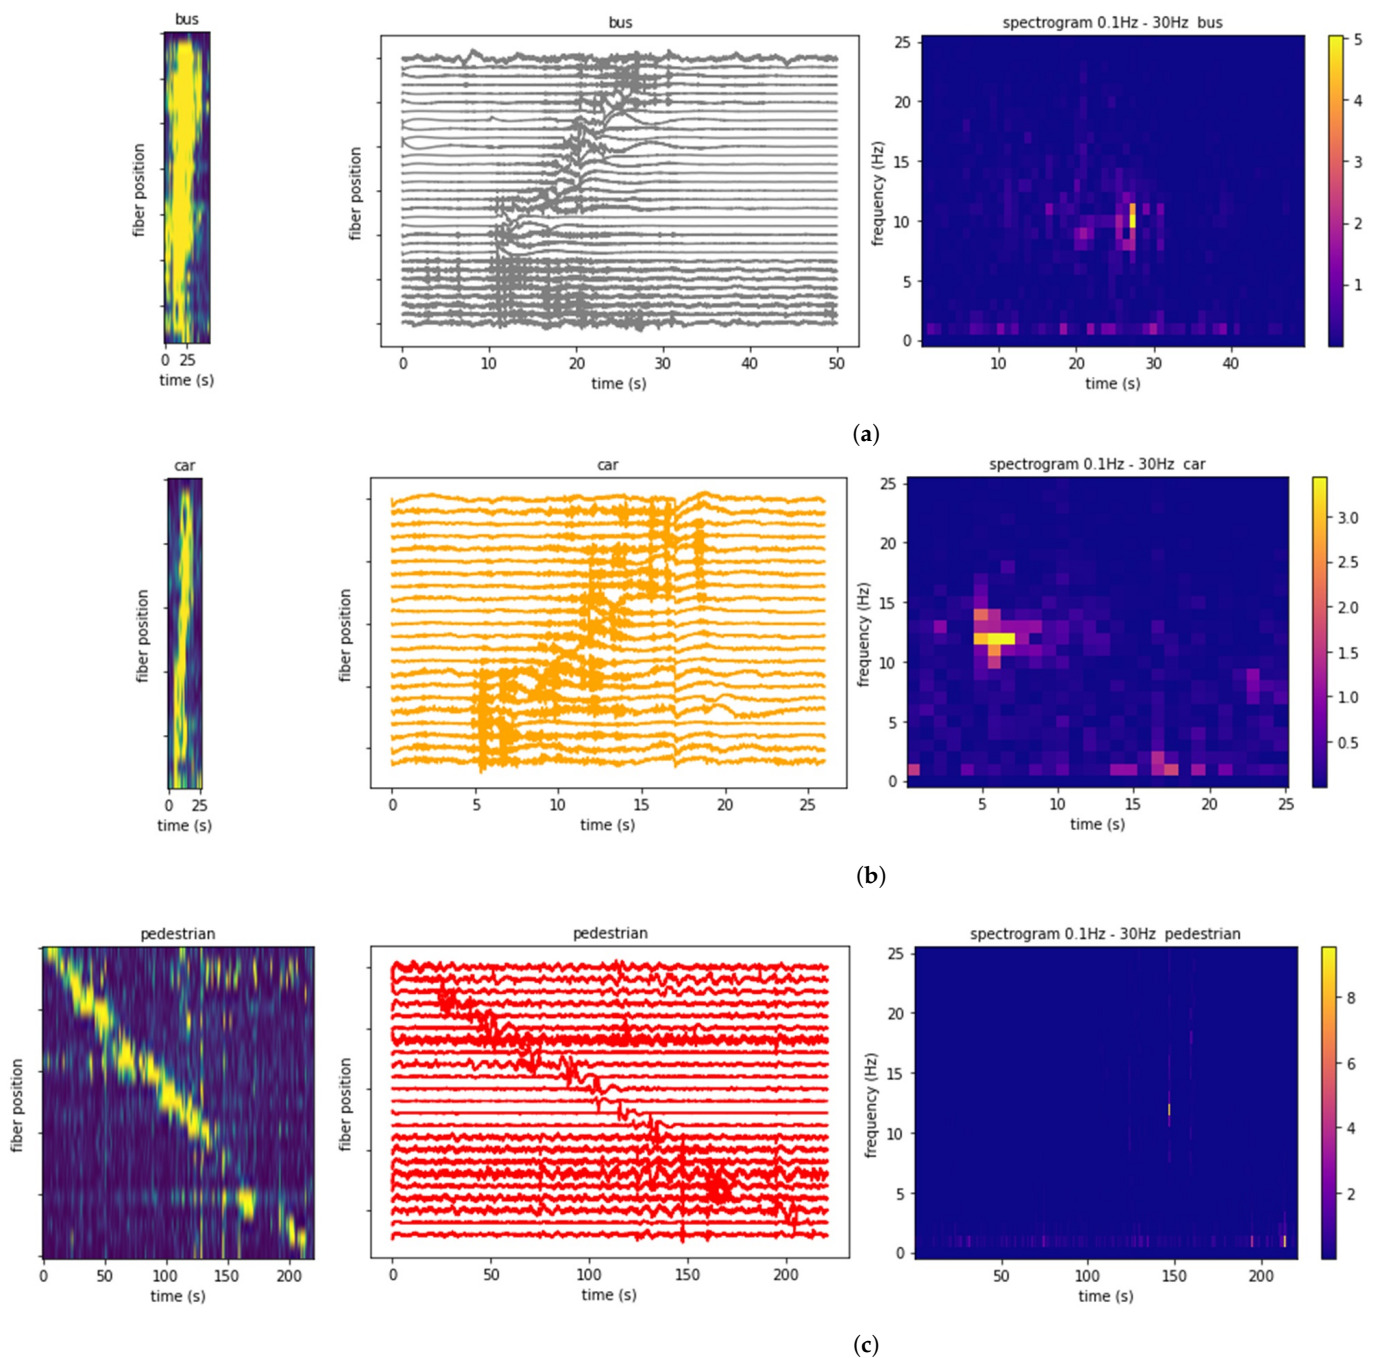 bus
fiber position
0 25
time (s)
bus
fiber position
0 10 20 30 40 50
time (s)
spectrogram 0.1Hz - 30Hz bus
frequency (Hz)
25
20
15
10
5
0
10 20 30 40
time (s)
5
4
3
2
1
(a)
car
fiber position
0 25
time (s)
car
fiber position
0 5 10 15 20 25
time (s)
spectrogram 0.1Hz - 30Hz car
frequency (Hz)
25
20
15
10
5
0
5 10 15 20 25
time (s)
3.0
2.5
2.0
1.5
1.0
0.5
(b)
pedestrian
fiber position
0 50 100 150 200
time (s)
pedestrian
fiber position
0 50 100 150 200
time (s)
spectrogram 0.1Hz - 30Hz pedestrian
frequency (Hz)
25
20
15
10
5
0
50 100 150 200
time (s)
8
6
4
2
(c)